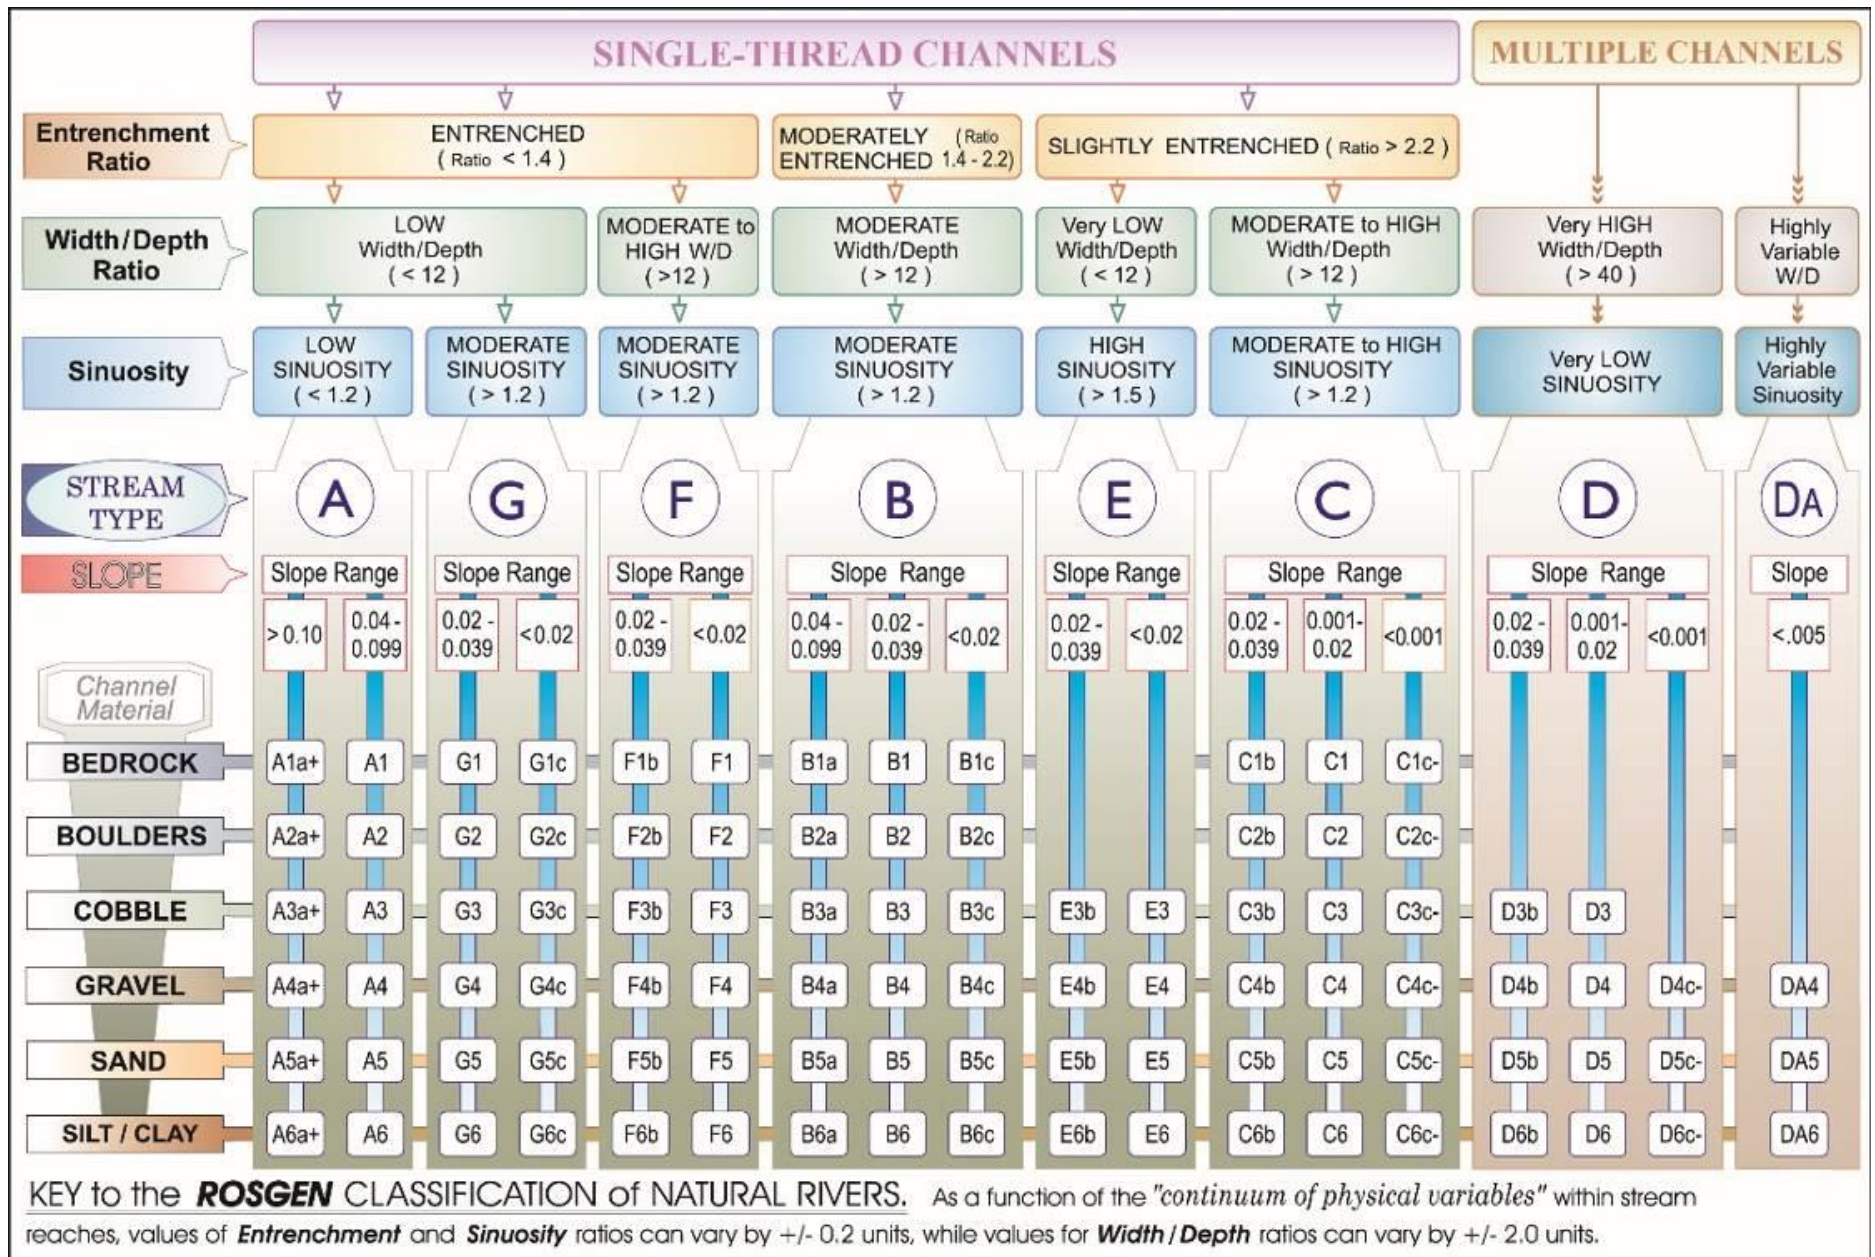 SINGLE-THREAD CHANNELS
MULTIPLE CHANNELS
Entrenchment
Ratio
ENTRENCHED
( Ratio < 1.4 )
MODERATELY ( Ratio
ENTRENCHED 1.4 - 2.2)
SLIGHTLY ENTRENCHED ( Ratio > 2.2 )
Width/Depth
Ratio
LOW
Width/Depth
( < 12 )
MODERATE to
HIGH W/D
( >12 )
MODERATE
Width/Depth
( > 12 )
Very LOW
Width/Depth
( < 12 )
MODERATE to HIGH
Width/Depth
( > 12 )
Very HIGH
Width/Depth
( > 40 )
Highly
Variable
W/D
Sinuosity
LOW
SINUOSITY
( < 1.2 )
MODERATE
SINUOSITY
( > 1.2 )
MODERATE
SINUOSITY
( > 1.2 )
MODERATE
SINUOSITY
( > 1.2 )
HIGH
SINUOSITY
( > 1.5 )
MODERATE to HIGH
SINUOSITY
( > 1.2 )
Very LOW
SINUOSITY
Highly
Variable
Sinuosity
STREAM
TYPE
A G F B E C D DA
SLOPE
Slope Range Slope Range Slope Range Slope Range Slope Range Slope Range Slope Range Slope
> 0.10
0.04 -
0.099
0.02 -
0.039
<0.02
0.02 -
0.039
<0.02
0.04 -
0.099
0.02 -
0.039
<0.02
0.02 -
0.039
<0.02
0.02 -
0.039
0.001-
0.02
<0.001
0.02 -
0.039
0.001-
0.02
<0.001
<.005
Channel
Material
BEDROCK A1a+ A1 G1 G1c F1b F1 B1a B1 B1c C1b C1 C1c-
BOULDERS A2a+ A2 G2 G2c F2b F2 B2a B2 B2c C2b C2 C2c-
COBBLE A3a+ A3 G3 G3c F3b F3 B3a B3 B3c E3b E3 C3b C3 C3c- D3b D3
GRAVEL A4a+ A4 G4 G4c F4b F4 B4a B4 B4c E4b E4 C4b C4 C4c- D4b D4 D4c- DA4
SAND A5a+ A5 G5 G5c F5b F5 B5a B5 B5c E5b E5 C5b C5 C5c- D5b D5 D5c- DA5
SILT / CLAY A6a+ A6 G6 G6c F6b F6 B6a B6 B6c E6b E6 C6b C6 C6c- D6b D6 D6c- DA6
KEY to the ROSGEN CLASSIFICATION of NATURAL RIVERS. As a function of the "continuum of physical variables" within stream
reaches, values of Entrenchment and Sinuosity ratios can vary by +/- 0.2 units, while values for Width / Depth ratios can vary by +/- 2.0 units.